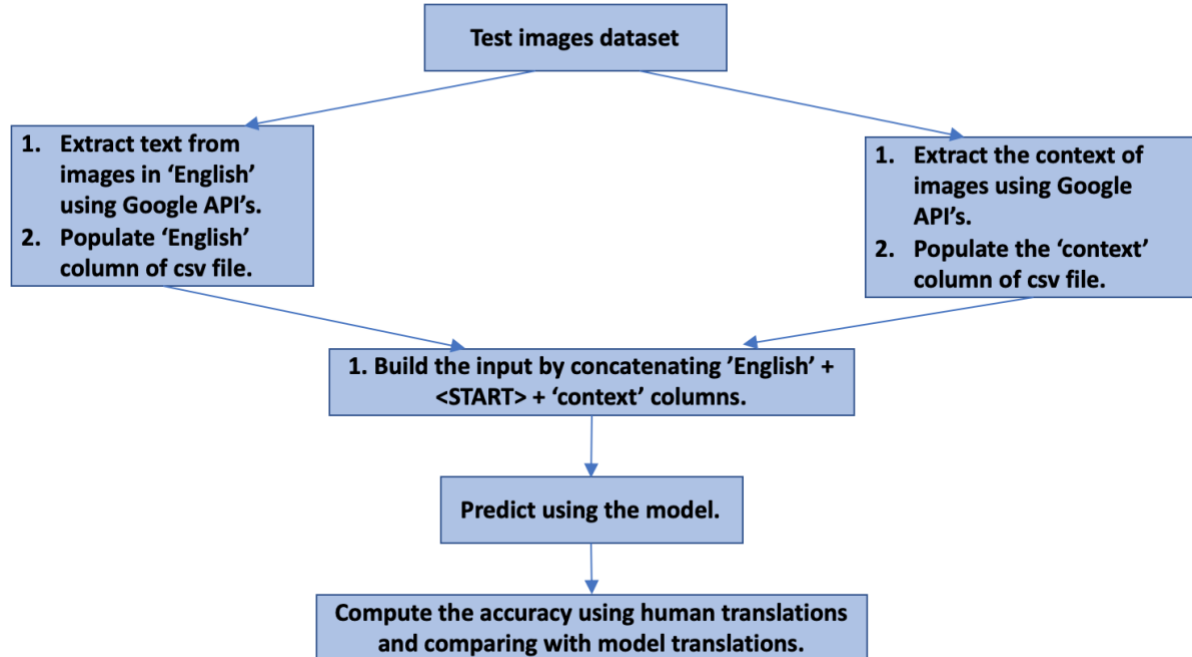 Test images dataset
1. Extract text from
images in ‘English’
using Google API’s.
2. Populate ‘English’
column of csv file.
1. Extract the context of
images using Google
API’s.
2. Populate the ‘context’
column of csv file.
1. Build the input by concatenating ’English’ +
<START> + ‘context’ columns.
Predict using the model.
Compute the accuracy using human translations
and comparing with model translations.